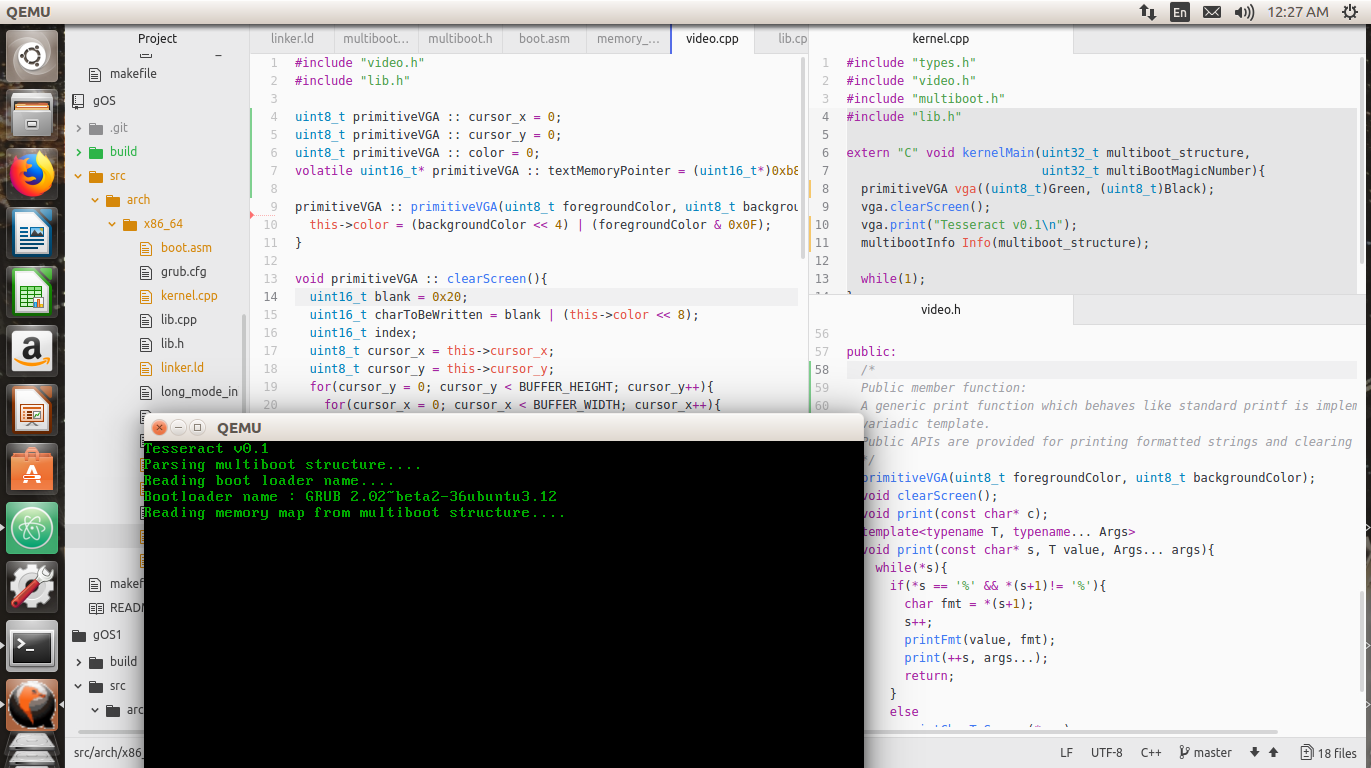 QEMU
En
12:27 AM
Project
makefile
gOS
.git
build
src
arch
x86_64
boot.asm
grub.cfg
kernel.cpp
lib.cpp
lib.h
linker.ld
long_mode_in
makef
READ
gOS1
build
src
arc
src/arch/x86_
linker.ld
multiboot...
multiboot.h
boot.asm
memory_...
video.cpp
lib.cp
1 #include "video.h"
2 #include "lib.h"
3
4 uint8_t primitiveVGA :: cursor_x = 0;
5 uint8_t primitiveVGA :: cursor_y = 0;
6 uint8_t primitiveVGA :: color = 0;
7 volatile uint16_t* primitiveVGA :: textMemoryPointer = (uint16_t*)0xb8
8
9 primitiveVGA :: primitiveVGA(uint8_t foregroundColor, uint8_t backgrou
10 this->color = (backgroundColor << 4) | (foregroundColor & 0x0F);
11 }
12
13 void primitiveVGA :: clearScreen(){
14 uint16_t blank = 0x20;
15 uint16_t charToBeWritten = blank | (this->color << 8);
16 uint16_t index;
17 uint8_t cursor_x = this->cursor_x;
18 uint8_t cursor_y = this->cursor_y;
19 for(cursor_y = 0; cursor_y < BUFFER_HEIGHT; cursor_y++){
20 for(cursor_x = 0; cursor_x < BUFFER_WIDTH; cursor_x++){
kernel.cpp
1 #include "types.h"
2 #include "video.h"
3 #include "multiboot.h"
4 #include "lib.h"
5
6 extern "C" void kernelMain(uint32_t multiboot_structure,
7 uint32_t multiBootMagicNumber){
8 primitiveVGA vga((uint8_t)Green, (uint8_t)Black);
9 vga.clearScreen();
10 vga.print("Tesseract v0.1\n");
11 multibootInfo Info(multiboot_structure);
12
13 while(1);
video.h
56
57 public:
58 /*
59 Public member function:
60 A generic print function which behaves like standard printf is implem
variadic template.
Public APIs are provided for printing formatted strings and clearing
*/
primitiveVGA(uint8_t foregroundColor, uint8_t backgroundColor);
void clearScreen();
void print(const char* c);
template<typename T, typename... Args>
void print(const char* s, T value, Args... args){
while(*s){
if(*s == '%' && *(s+1)!= '%'){
char fmt = *(s+1);
s++;
printFmt(value, fmt);
print(++s, args...);
return;
}
else
QEMU
Tesseract v0.1
Parsing multiboot structure....
Reading boot loader name....
Bootloader name : GRUB 2.02~beta2-36ubuntu3.12
Reading memory map from multiboot structure....
LF
UTF-8
C++
master
18 files